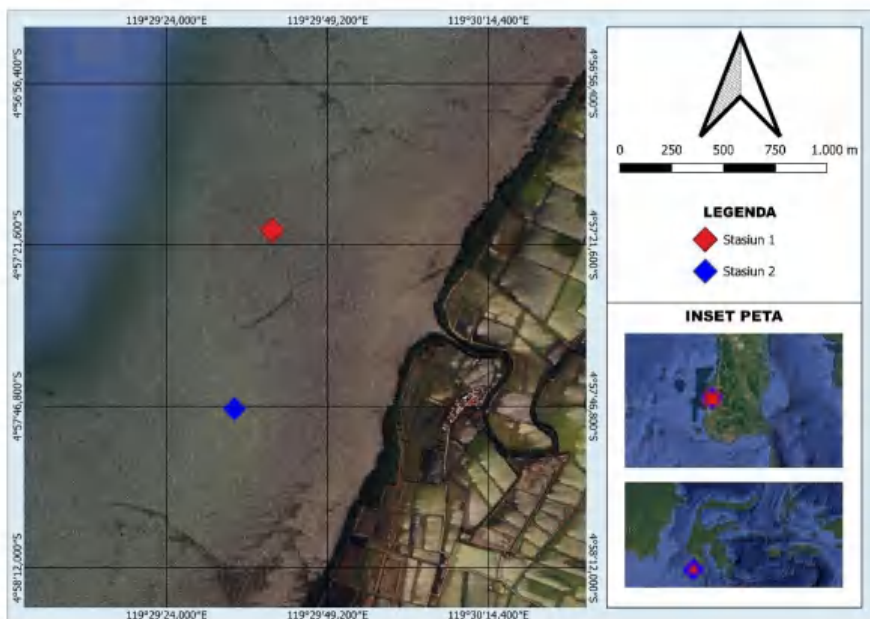 119°29'24,000"E 119°29'49,200"E 119°30'14,400"E
4°56'56,400"S
4°57'21,600"S
4°57'46,800"S
4°58'12,000"S
4°56'56,400"S
4°57'21,600"S
4°57'46,800"S
4°58'12,000"S
119°29'24,000"E 119°29'49,200"E 119°30'14,400"E
0 250 500 750 1.000 m
LEGENDA
Stasiun 1
Stasiun 2
INSET PETA